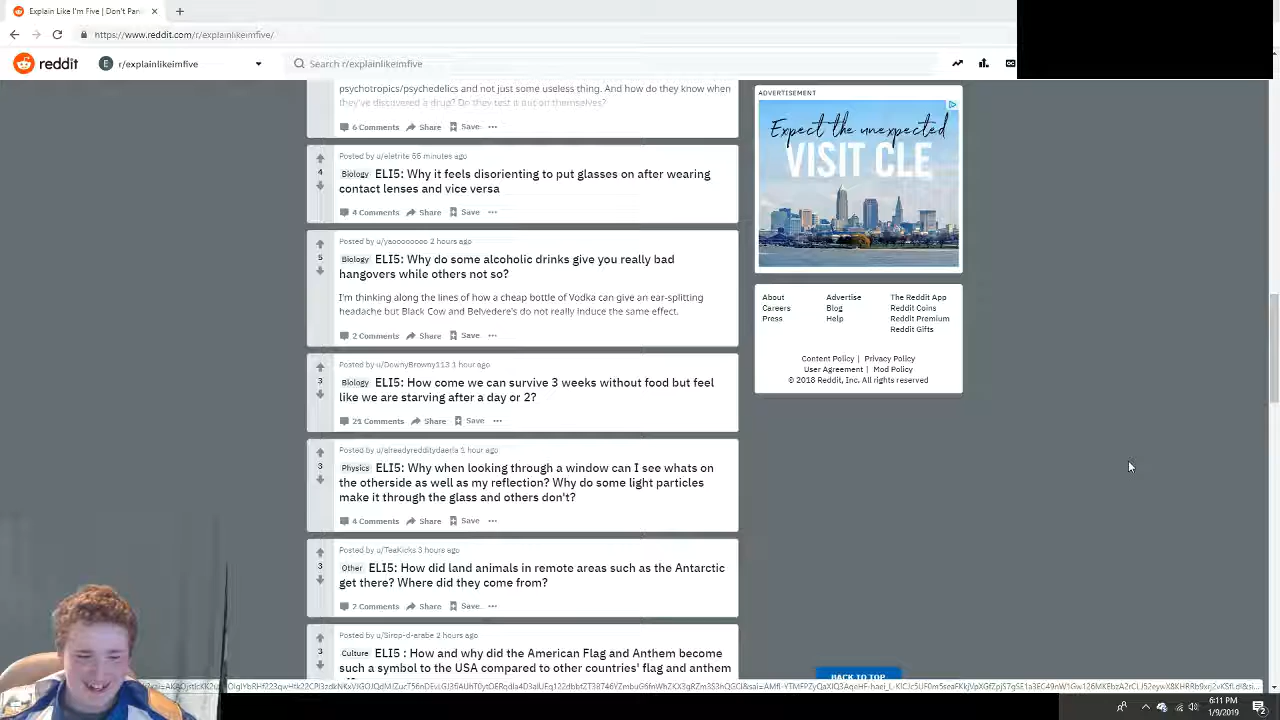 Explain Like I'm Five | Don't Pan
https://www.reddit.com/r/explainlikeimfive/
reddit
E r/explainlikeimfive
Search r/explainlikeimfive
psychotropics/psychedelics and not just some useless thing. And how do they know when
they've discovered a drug? Do they test it out on themselves?
6 Comments Share Save
Posted by u/eletrite 55 minutes ago
4
Biology ELI5: Why it feels disorienting to put glasses on after wearing
contact lenses and vice versa
4 Comments Share Save
Posted by u/yaoooooooo 2 hours ago
5
Biology ELI5: Why do some alcoholic drinks give you really bad
hangovers while others not so?
I'm thinking along the lines of how a cheap bottle of Vodka can give an ear-splitting
headache but Black Cow and Belvedere's do not really induce the same effect.
2 Comments Share Save
Posted by u/DownyBrowny113 1 hour ago
3
Biology ELI5: How come we can survive 3 weeks without food but feel
like we are starving after a day or 2?
21 Comments Share Save
Posted by u/alreadyredditydaerla 1 hour ago
3
Physics ELI5: Why when looking through a window can I see whats on
the otherside as well as my reflection? Why do some light particles
make it through the glass and others don't?
4 Comments Share Save
Posted by u/TeaKicks 3 hours ago
3
Other ELI5: How did land animals in remote areas such as the Antarctic
get there? Where did they come from?
2 Comments Share Save
Posted by u/Sirop-d-arabe 2 hours ago
3
Culture ELI5 : How and why did the American Flag and Anthem become
such a symbol to the USA compared to other countries' flag and anthem
ADVERTISEMENT
Expect the unexpected
VISIT CLE
About Advertise The Reddit App
Careers Blog Reddit Coins
Press Help Reddit Premium
Reddit Gifts
Content Policy | Privacy Policy
User Agreement | Mod Policy
© 2018 Reddit, Inc. All rights reserved
BACK TO TOP
6:11 PM
1/9/2019